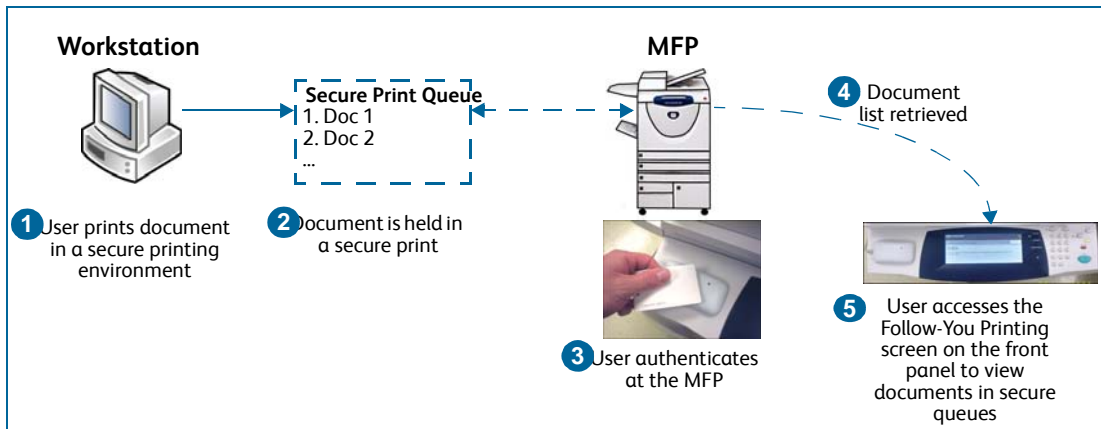 Workstation
MFP
Secure Print Queue
1. Doc 1
2. Doc 2
...
4 Document
list retrieved
1 User prints document
in a secure printing
environment
2 Document is held in
a secure print
3 User authenticates
at the MFP
5 User accesses the
Follow-You Printing
screen on the front
panel to view
documents in secure
queues